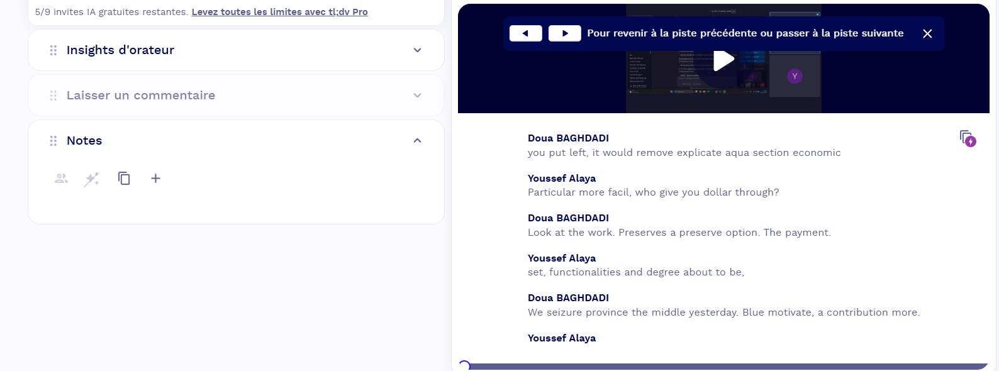 5/9 invites IA gratuites restantes. Levez toutes les limites avec tl;dv Pro
Insights d'orateur
Laisser un commentaire
Notes
Pour revenir à la piste précédente ou passer à la piste suivante
Y
Doua BAGHDADI
you put left, it would remove explicate aqua section economic
Youssef Alaya
Particular more facil, who give you dollar through?
Doua BAGHDADI
Look at the work. Preserves a preserve option. The payment.
Youssef Alaya
set, functionalities and degree about to be,
Doua BAGHDADI
We seizure province the middle yesterday. Blue motivate, a contribution more.
Youssef Alaya